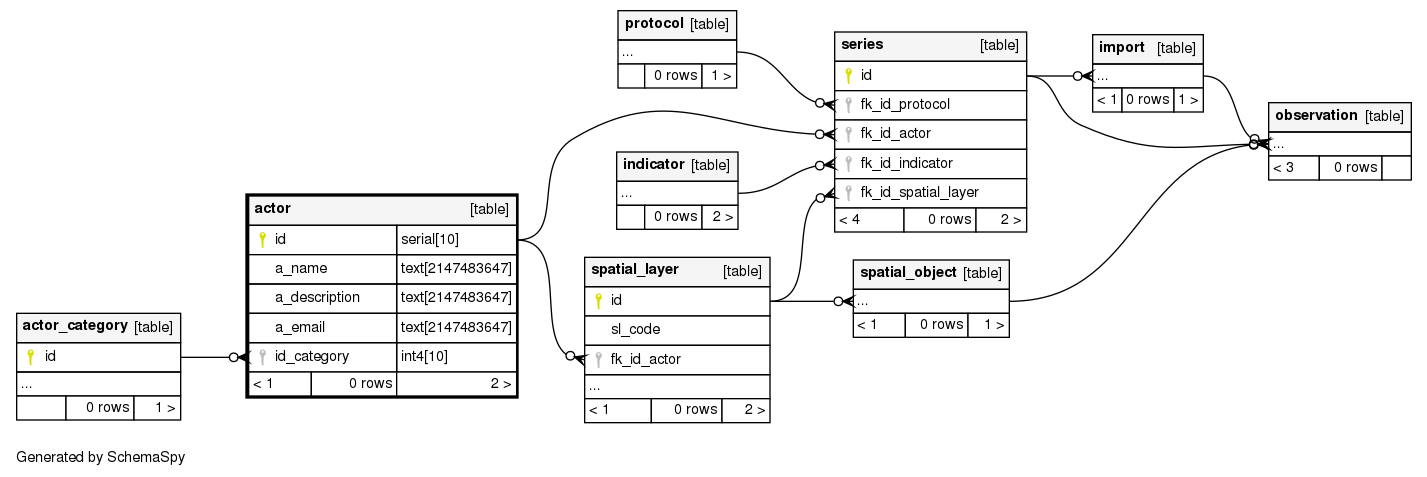 protocol [table]
...
0 rows 1 >
series [table]
id
fk_id_protocol
fk_id_actor
fk_id_indicator
fk_id_spatial_layer
< 4 0 rows 2 >
import [table]
...
< 1 0 rows 1 >
observation [table]
...
< 3 0 rows
indicator [table]
...
0 rows 2 >
actor [table]
id serial[10]
a_name text[2147483647]
a_description text[2147483647]
a_email text[2147483647]
id_category int4[10]
< 1 0 rows 2 >
spatial_layer [table]
id
sl_code
fk_id_actor
...
< 1 0 rows 2 >
spatial_object [table]
...
< 1 0 rows 1 >
actor_category [table]
id
...
0 rows 1 >
Generated by SchemaSpy